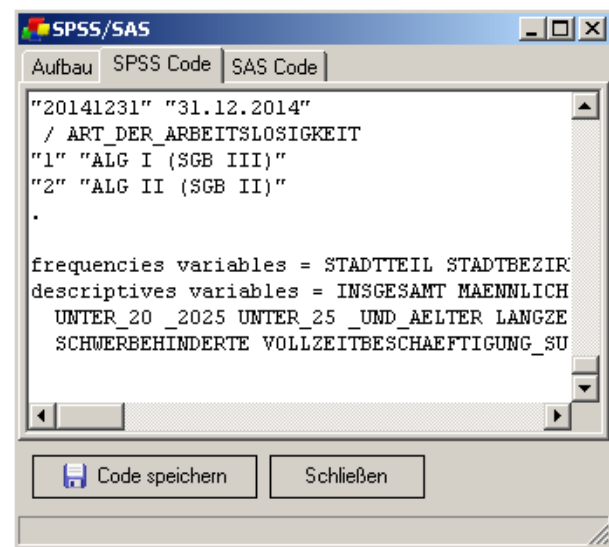 SPSS/SAS
Aufbau SPSS Code SAS Code
"20141231" "31.12.2014"
/ ART_DER_ARBEITSLOSIGKEIT
"1" "ALG I (SGB III)"
"2" "ALG II (SGB II)"
.
frequencies variables = STADTTEIL STADTBEZIR
descriptives variables = INSGESAMT MAENNLICH
UNTER_20 _2025 UNTER_25 _UND_AELTER LANGZE
SCHWERBEHINDERTE VOLLZEITBESCHAEFTIGUNG_SU
Code speichern Schließen